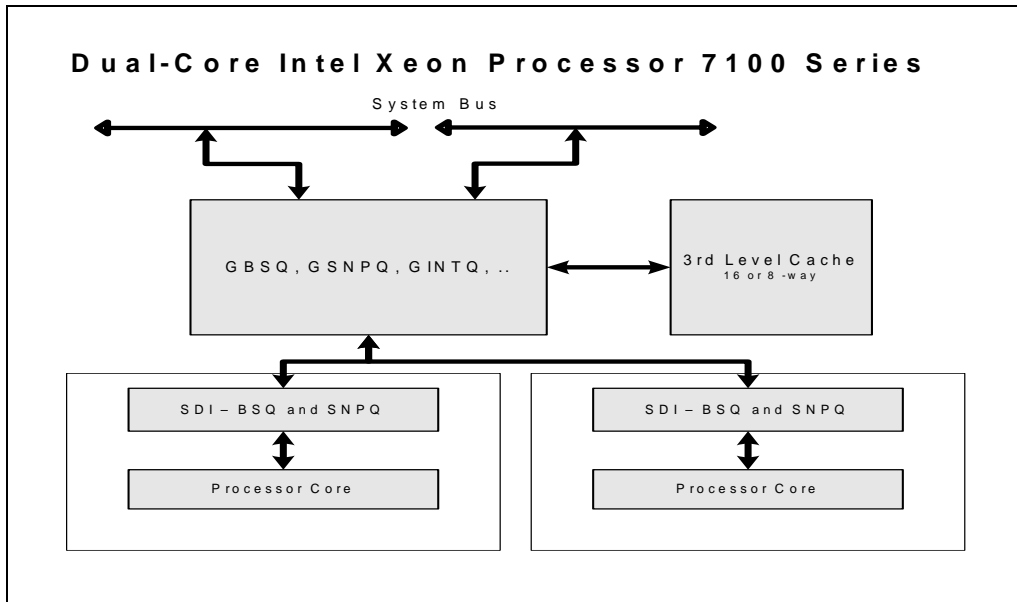 Dual-Core Intel Xeon Processor 7100 Series
System Bus
GBSQ, GSNPQ, GINTQ, ..
3rd Level Cache
16 or 8 -way
SDI – BSQ and SNPQ
SDI – BSQ and SNPQ
Processor Core
Processor Core